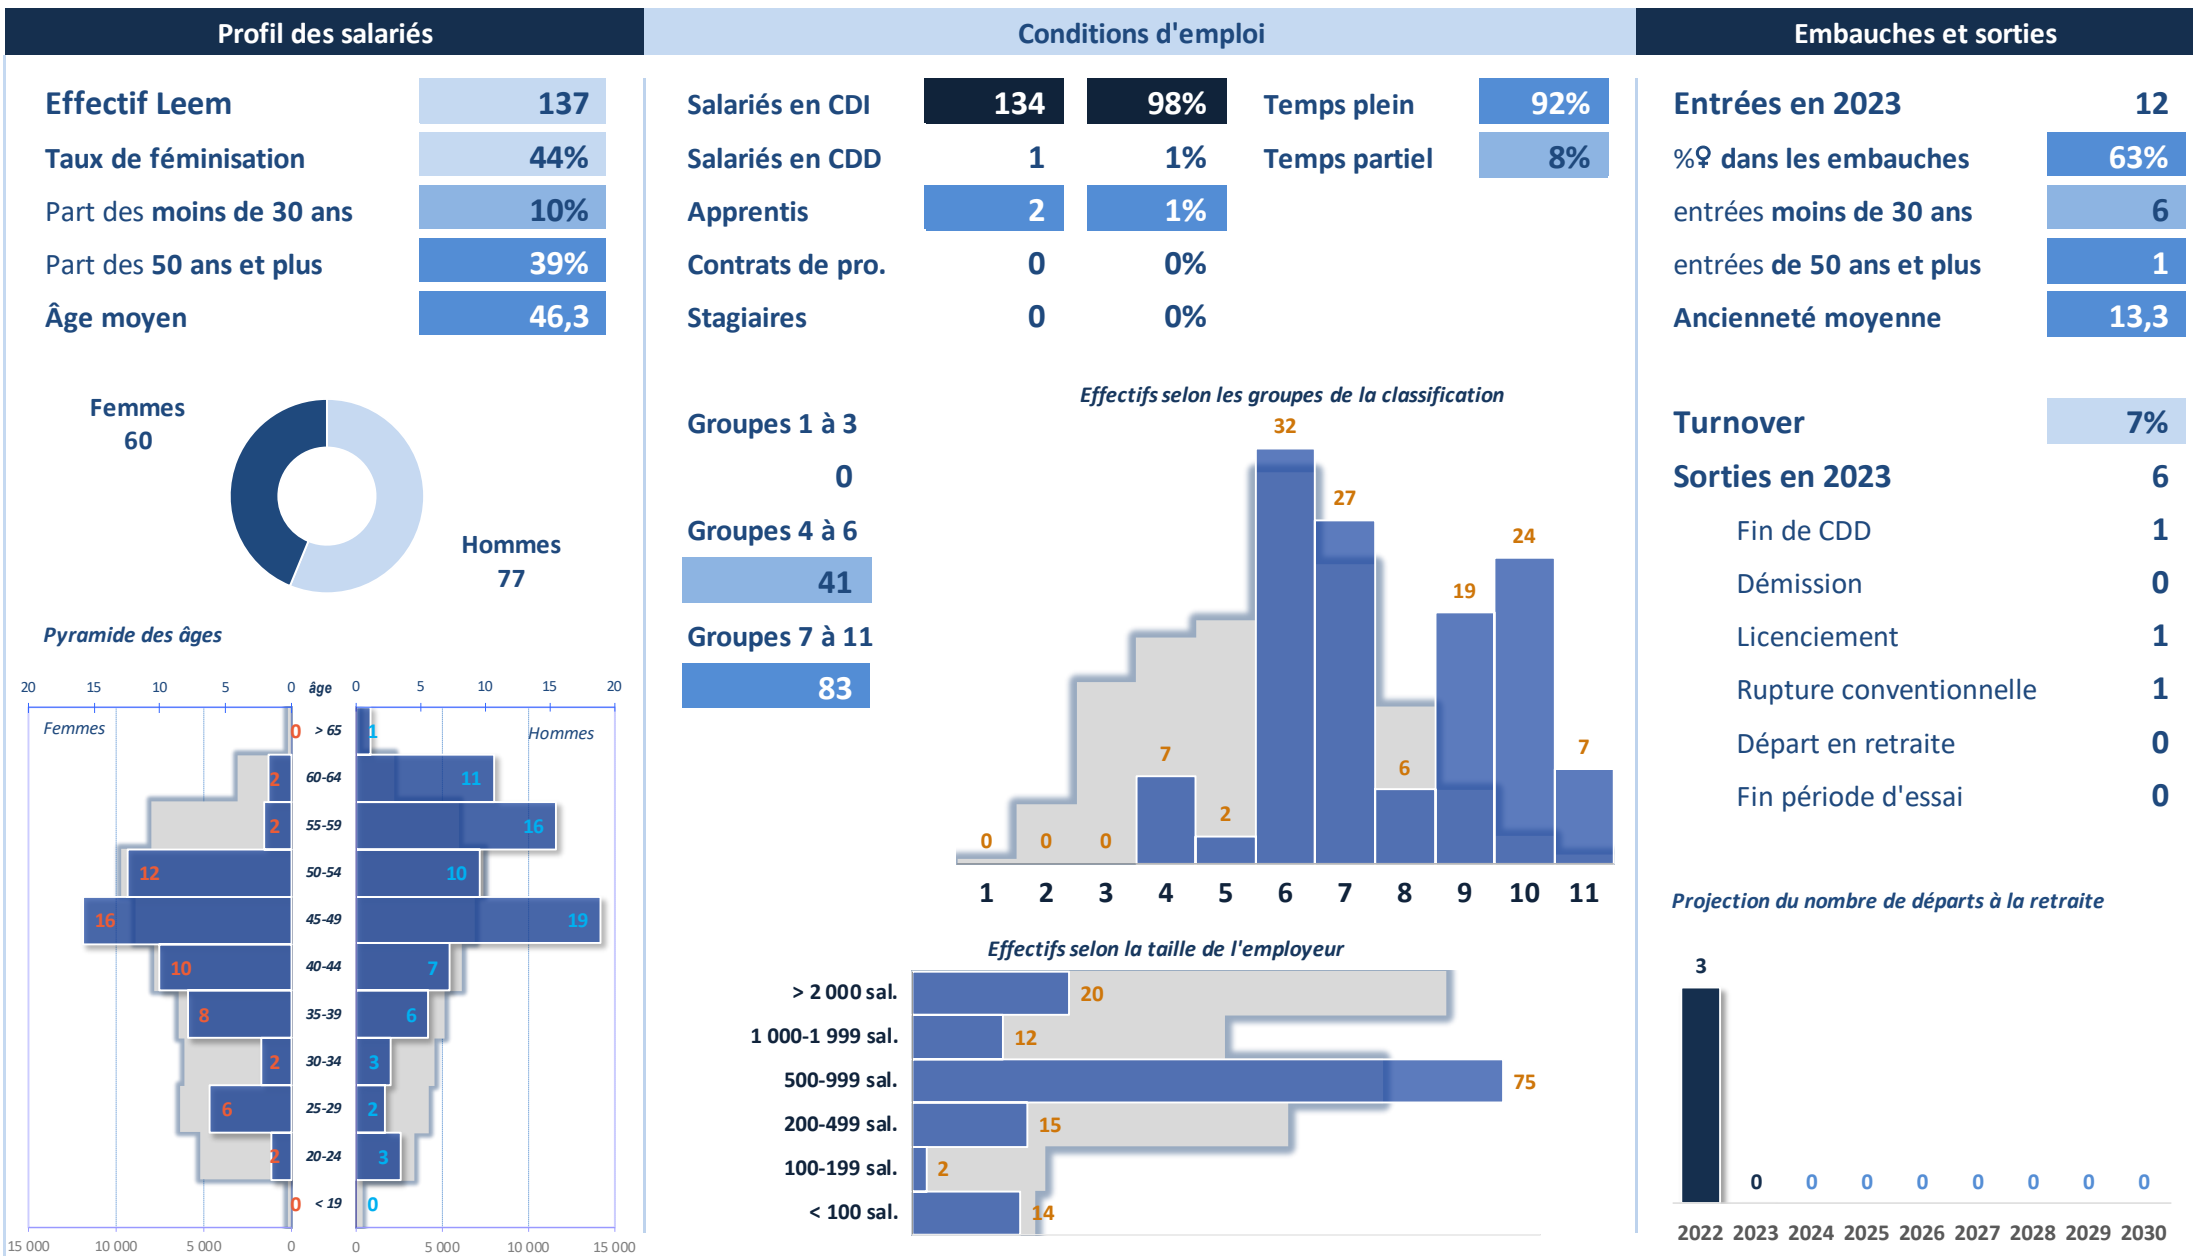 Profil des salariés
Effectif Leem 137
Taux de féminisation 44%
Part des moins de 30 ans 10%
Part des 50 ans et plus 39%
Âge moyen 46,3
Femmes
60
Hommes
77
Pyramide des âges
20 15 10 5 0 âge 0 5 10 15 20
Femmes Hommes
0 > 65 1
2 60-64 11
2 55-59 16
12 50-54 10
16 45-49 19
10 40-44 7
8 35-39 6
2 30-34 3
6 25-29 2
2 20-24 3
0 < 19 0
15 000 10 000 5 000 0 0 5 000 10 000 15 000
Conditions d'emploi
Salariés en CDI 134 98% Temps plein 92%
Salariés en CDD 1 1% Temps partiel 8%
Apprentis 2 1%
Contrats de pro. 0 0%
Stagiaires 0 0%
Groupes 1 à 3
0
Groupes 4 à 6
41
Groupes 7 à 11
83
Effectifs selon les groupes de la classification
0 0 0 7 2 32 27 6 19 24 7
1 2 3 4 5 6 7 8 9 10 11
Effectifs selon la taille de l'employeur
> 2 000 sal. 20
1 000-1 999 sal. 12
500-999 sal. 75
200-499 sal. 15
100-199 sal. 2
< 100 sal. 14
Embauches et sorties
Entrées en 2023 12
%♀ dans les embauches 63%
entrées moins de 30 ans 6
entrées de 50 ans et plus 1
Ancienneté moyenne 13,3
Turnover 7%
Sorties en 2023 6
Fin de CDD 1
Démission 0
Licenciement 1
Rupture conventionnelle 1
Départ en retraite 0
Fin période d'essai 0
Projection du nombre de départs à la retraite
3 0 0 0 0 0 0 0 0
2022 2023 2024 2025 2026 2027 2028 2029 2030